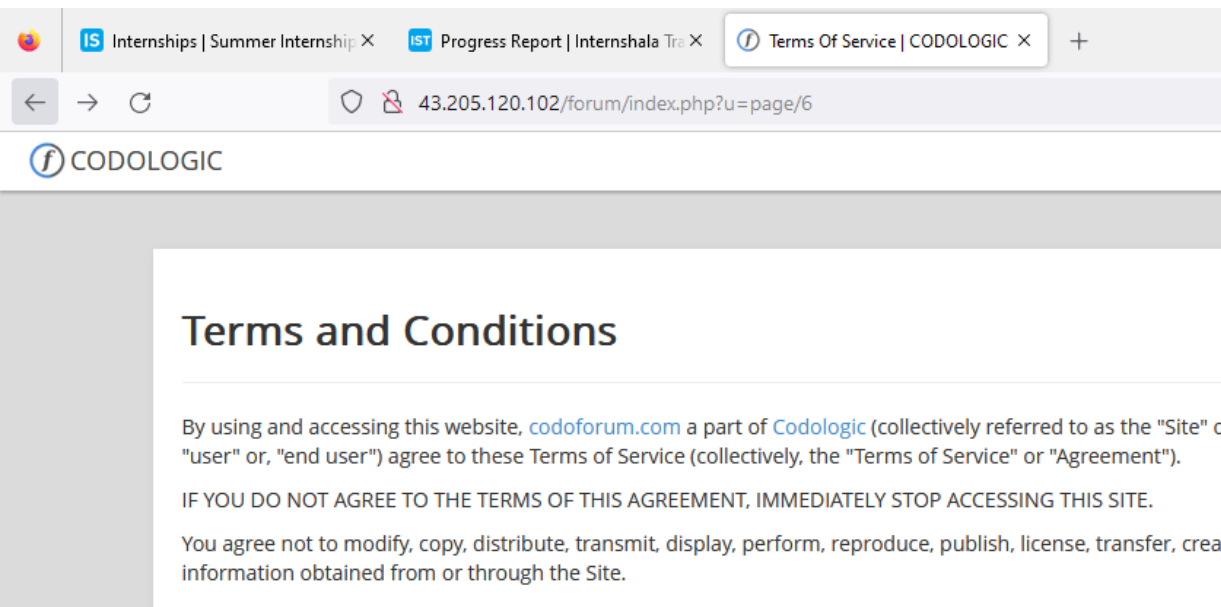 IS Internships | Summer Internship
IST Progress Report | Internshala Tra
f Terms Of Service | CODOLOGIC
43.205.120.102/forum/index.php?u=page/6
f CODOLOGIC
Terms and Conditions
By using and accessing this website, codoforum.com a part of Codologic (collectively referred to as the "Site" o
"user" or, "end user") agree to these Terms of Service (collectively, the "Terms of Service" or "Agreement").
IF YOU DO NOT AGREE TO THE TERMS OF THIS AGREEMENT, IMMEDIATELY STOP ACCESSING THIS SITE.
You agree not to modify, copy, distribute, transmit, display, perform, reproduce, publish, license, transfer, crea
information obtained from or through the Site.